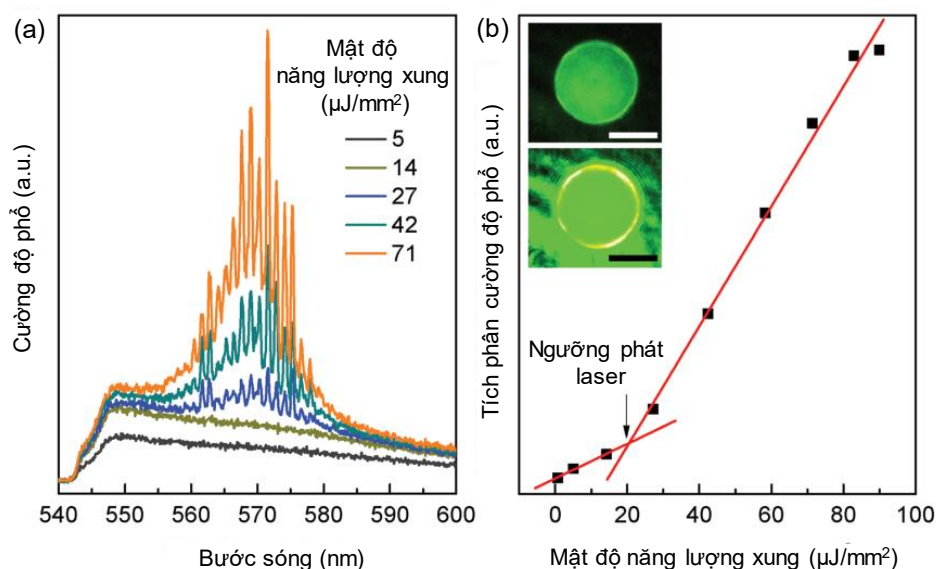 (a)
Mật độ
năng lượng xung
(µJ/mm²)
5
14
27
42
71
Cường độ phổ (a.u.)
540 550 560 570 580 590 600
Bước sóng (nm)
(b)
Tích phân cường độ phổ (a.u.)
Ngưỡng phát
laser
0 20 40 60 80 100
Mật độ năng lượng xung (µJ/mm²)